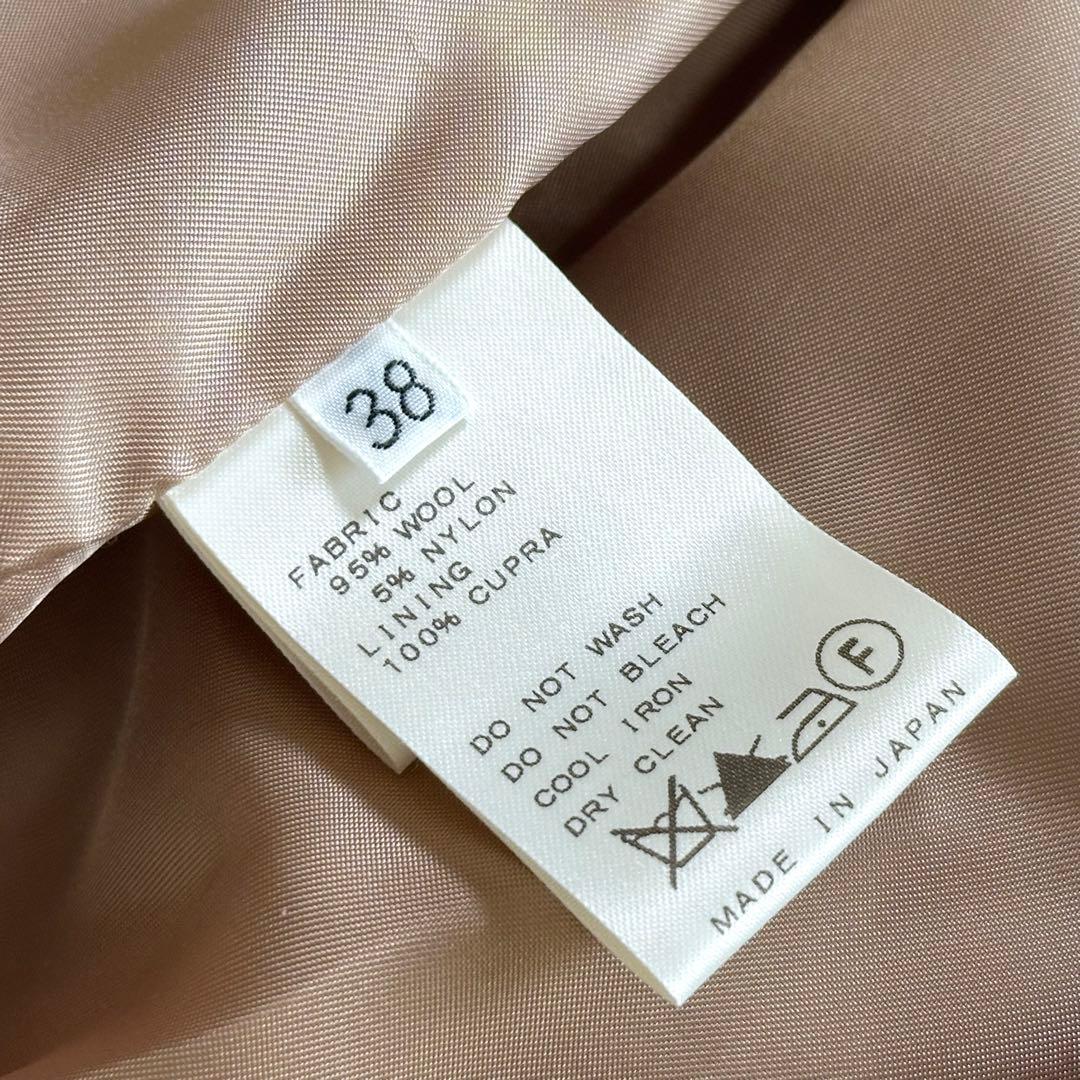 38
FABRIC
95% WOOL
5% NYLON
LINING
100% CUPRA
DO NOT WASH
DO NOT BLEACH
COOL IRON
DRY CLEAN
F
MADE IN JAPAN